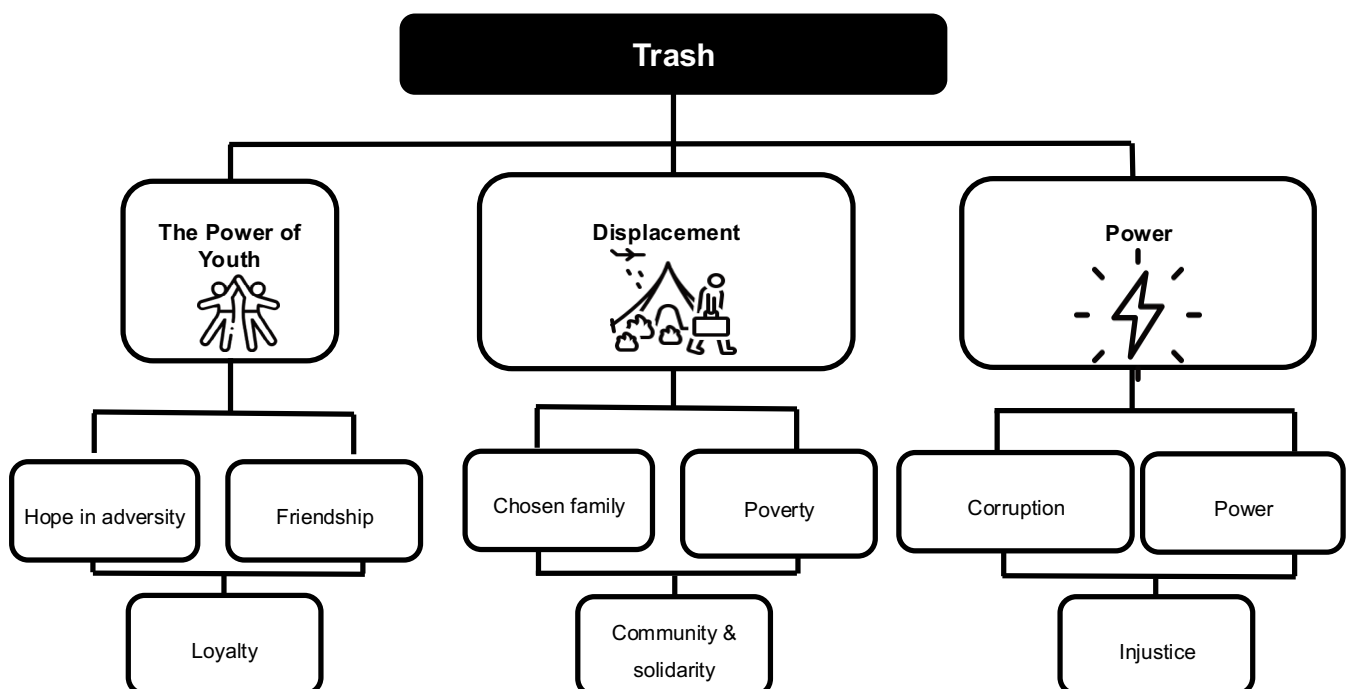 Trash
The Power of
Youth
Displacement
Power
Hope in adversity
Friendship
Chosen family
Poverty
Corruption
Power
Loyalty
Community &
solidarity
Injustice